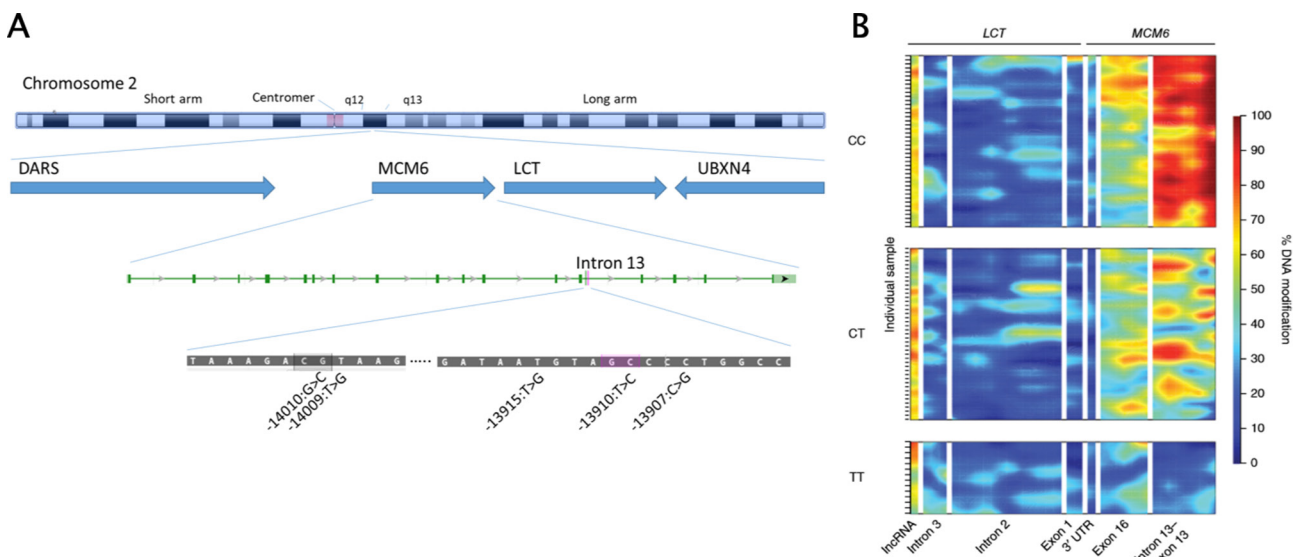 A
Chromosome 2
Short arm
Centromer
q12
q13
Long arm
DARS
MCM6
LCT
UBXN4
Intron 13
T A A A G A C G T A A G ····· G A T A A T G T A G C C C C T G G C C
-14010:G>C
-14009:T>G
-13915:T>G
-13910:T>C
-13907:C>G
B
LCT
MCM6
CC
CT
TT
Individual sample
100
90
80
70
60
50
40
30
20
10
0
% DNA modification
lncRNA
Intron 3
Intron 2
Exon 1
3' UTR
Exon 16
Intron 13–